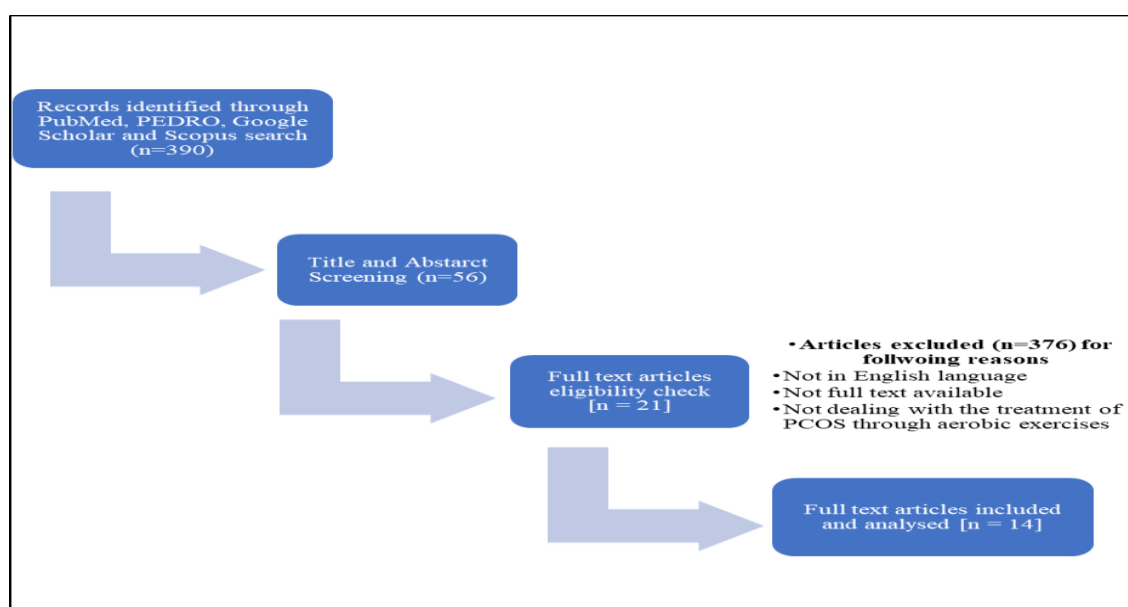 Records identified through
PubMed, PEDRO, Google
Scholar and Scopus search
(n=390)
Title and Abstarct
Screening (n=56)
Full text articles
eligibility check
[n = 21]
•Articles excluded (n=376) for
follwoing reasons
•Not in English language
•Not full text available
•Not dealing with the treatment of
PCOS through aerobic exercises
Full text articles included
and analysed [n = 14]